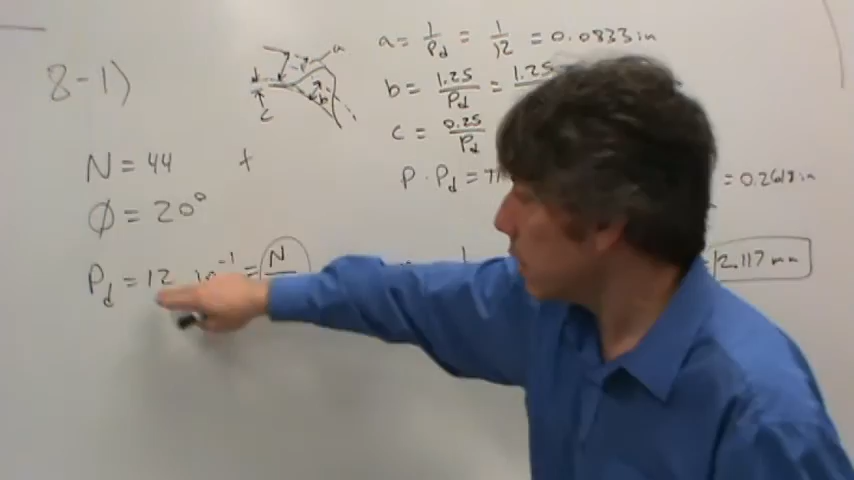 8-1)
N = 44
+
ϕ = 20°
P_d = 12 in^-1 = N
a
b
c
a = 1/P_d = 1/12 = 0.0833 in
b = 1.25/P_d = 1.25
c = 0.25/P_d
P · P_d = π
= 0.2618 in
= 2.117 mm